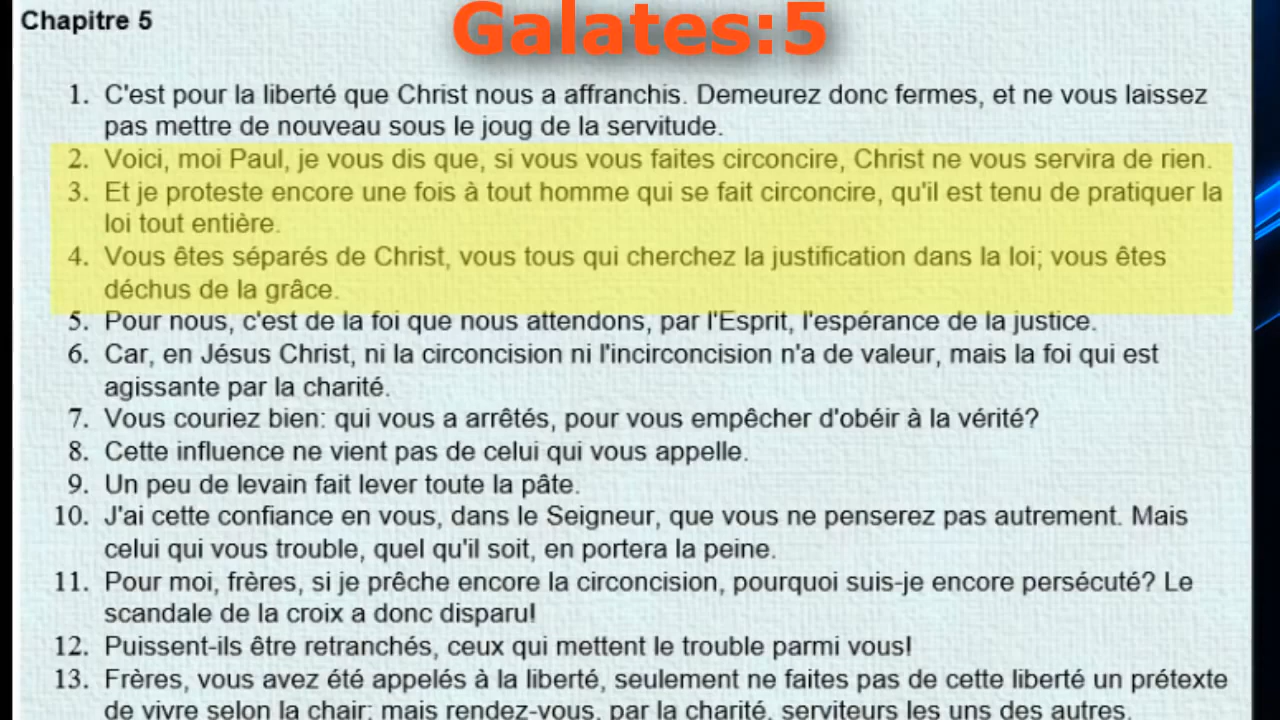 Chapitre 5
Galates:5
1. C'est pour la liberté que Christ nous a affranchis. Demeurez donc fermes, et ne vous laissez
pas mettre de nouveau sous le joug de la servitude.
2. Voici, moi Paul, je vous dis que, si vous vous faites circoncire, Christ ne vous servira de rien.
3. Et je proteste encore une fois à tout homme qui se fait circoncire, qu'il est tenu de pratiquer la
loi tout entière.
4. Vous êtes séparés de Christ, vous tous qui cherchez la justification dans la loi; vous êtes
déchus de la grâce.
5. Pour nous, c'est de la foi que nous attendons, par l'Esprit, l'espérance de la justice.
6. Car, en Jésus Christ, ni la circoncision ni l'incirconcision n'a de valeur, mais la foi qui est
agissante par la charité.
7. Vous couriez bien: qui vous a arrêtés, pour vous empêcher d'obéir à la vérité?
8. Cette influence ne vient pas de celui qui vous appelle.
9. Un peu de levain fait lever toute la pâte.
10. J'ai cette confiance en vous, dans le Seigneur, que vous ne penserez pas autrement. Mais
celui qui vous trouble, quel qu'il soit, en portera la peine.
11. Pour moi, frères, si je prêche encore la circoncision, pourquoi suis-je encore persécuté? Le
scandale de la croix a donc disparu!
12. Puissent-ils être retranchés, ceux qui mettent le trouble parmi vous!
13. Frères, vous avez été appelés à la liberté, seulement ne faites pas de cette liberté un prétexte
de vivre selon la chair; mais rendez-vous, par la charité, serviteurs les uns des autres.